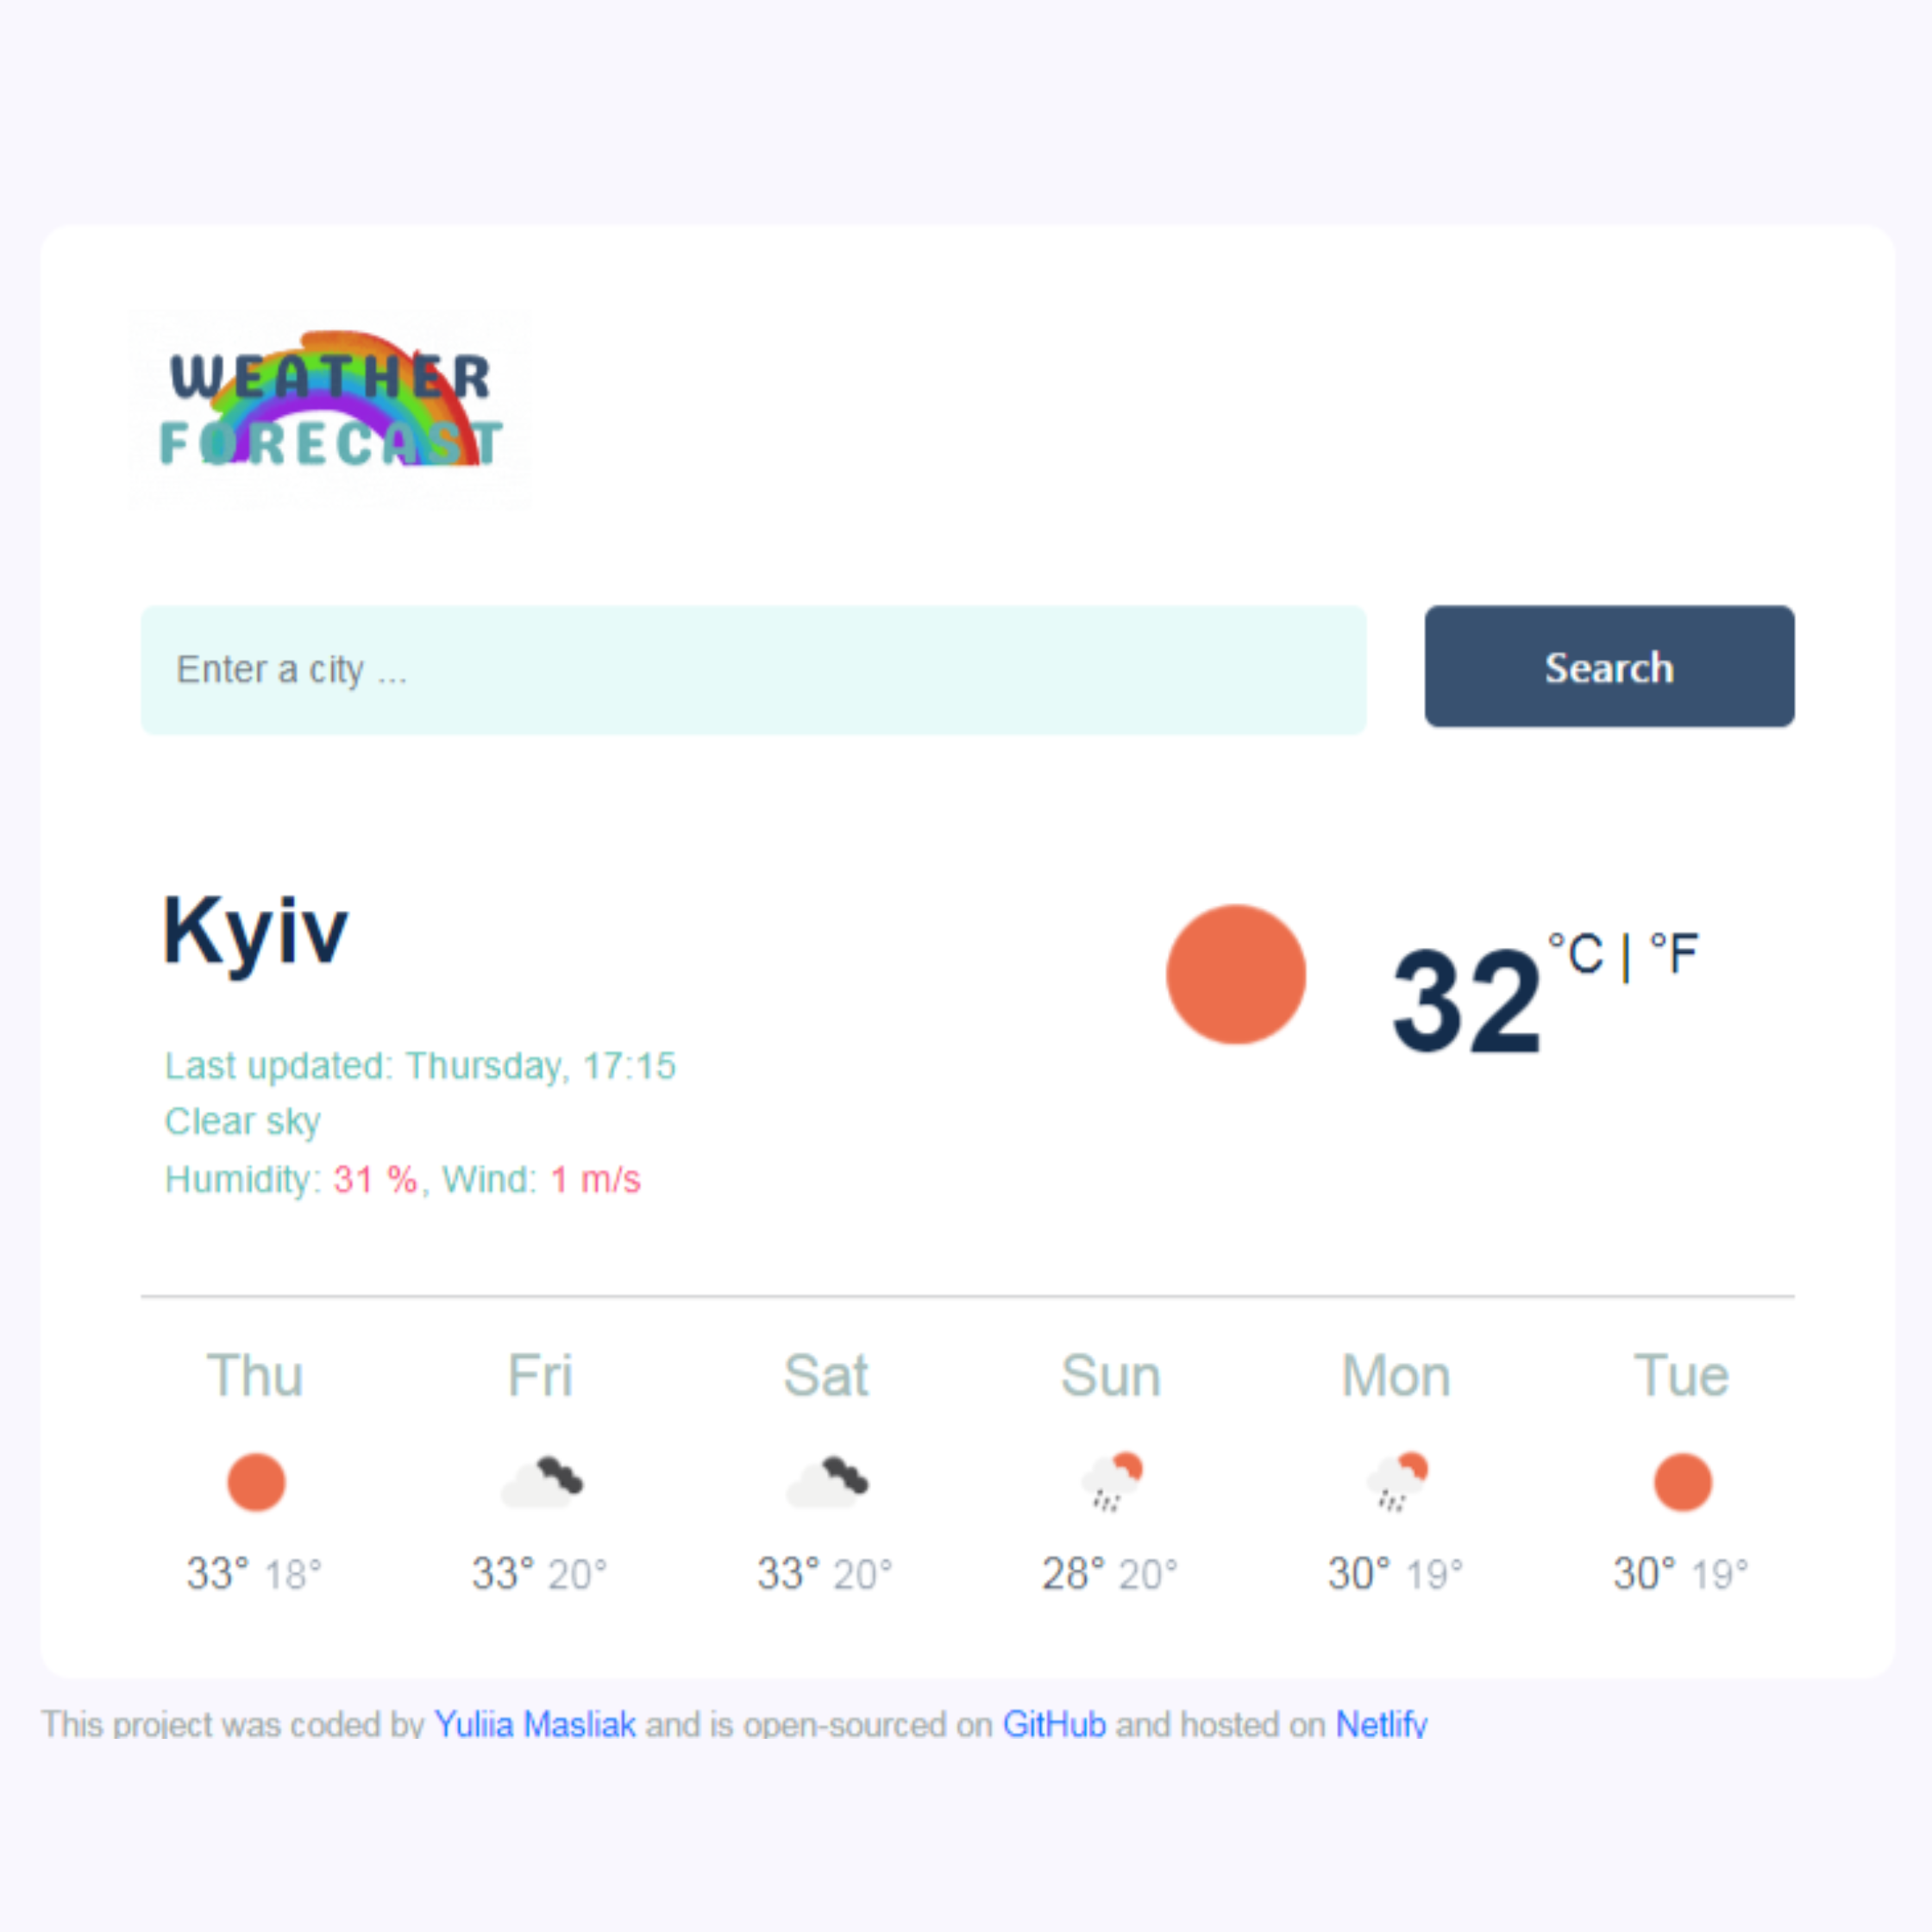 WEATHER
FORECAST
Enter a city ...
Search
Kyiv
32 °C | °F
Last updated: Thursday, 17:15
Clear sky
Humidity: 31 %, Wind: 1 m/s
Thu Fri Sat Sun Mon Tue
33° 18° 33° 20° 33° 20° 28° 20° 30° 19° 30° 19°
This project was coded by Yuliia Masliak and is open-sourced on GitHub and hosted on Netlify